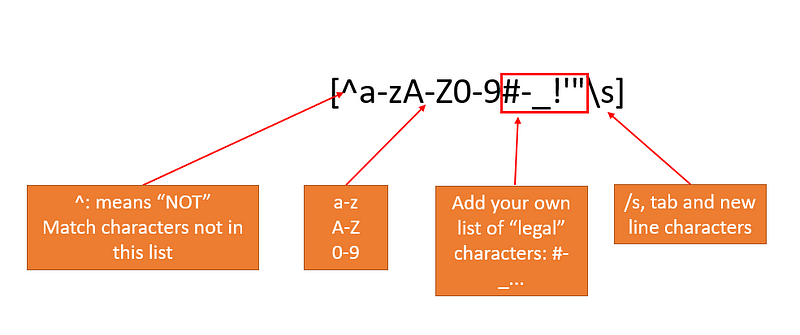 [^a-zA-Z0-9#-_!'"\s]
^: means “NOT”
Match characters not in
this list
a-z
A-Z
0-9
Add your own
list of “legal”
characters: #-
_...
/s, tab and new
line characters